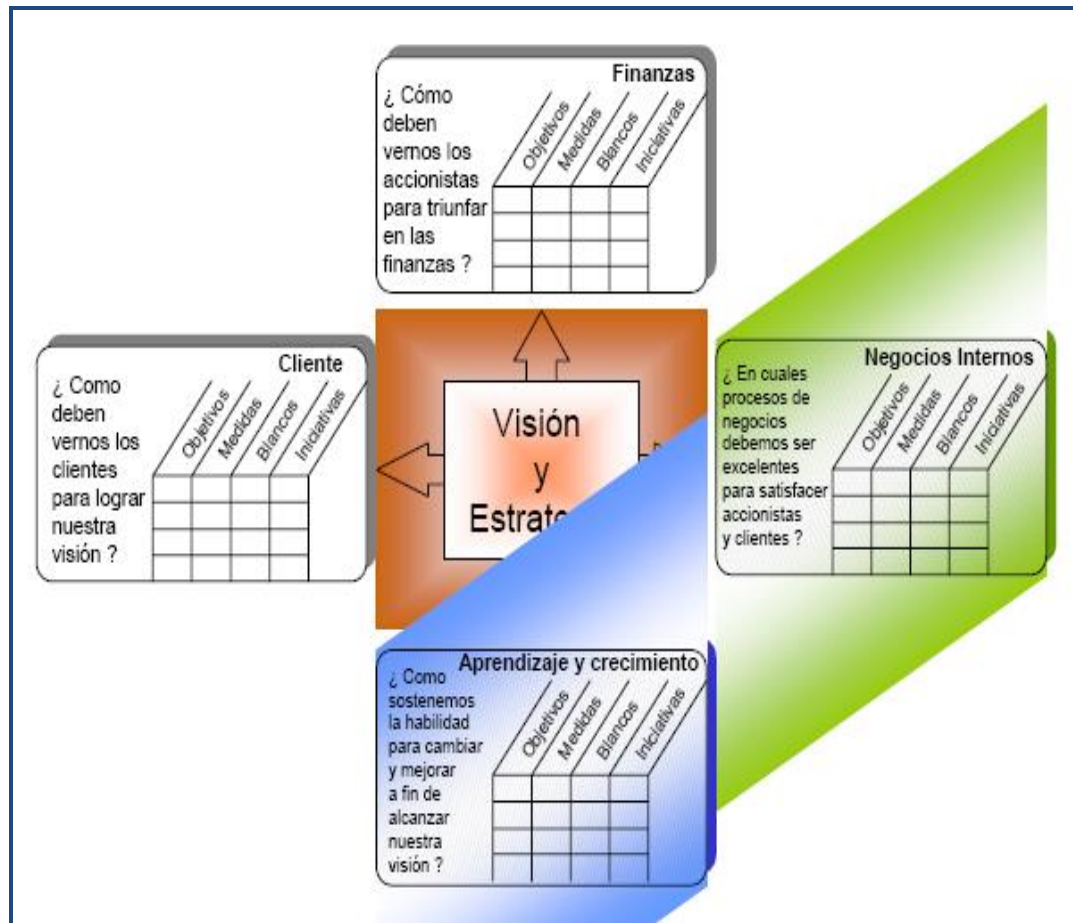 Finanzas
¿ Cómo
deben
vernos los
accionistas
para triunfar
en las
finanzas ?
Objetivos
Medidas
Blancos
Iniciativas
Cliente
¿ Como
deben
vernos los
clientes
para lograr
nuestra
visión ?
Objetivos
Medidas
Blancos
Iniciativas
Visión
y
Estrate
Negocios Internos
¿ En cuales
procesos de
negocios
debemos ser
excelentes
para satisfacer
accionistas
y clientes ?
Objetivos
Medidas
Blancos
Iniciativas
Aprendizaje y crecimiento
¿ Como
sostenemos
la habilidad
para cambiar
y mejorar
a fin de
alcanzar
nuestra
visión ?
Objetivos
Medidas
Blancos
Iniciativas